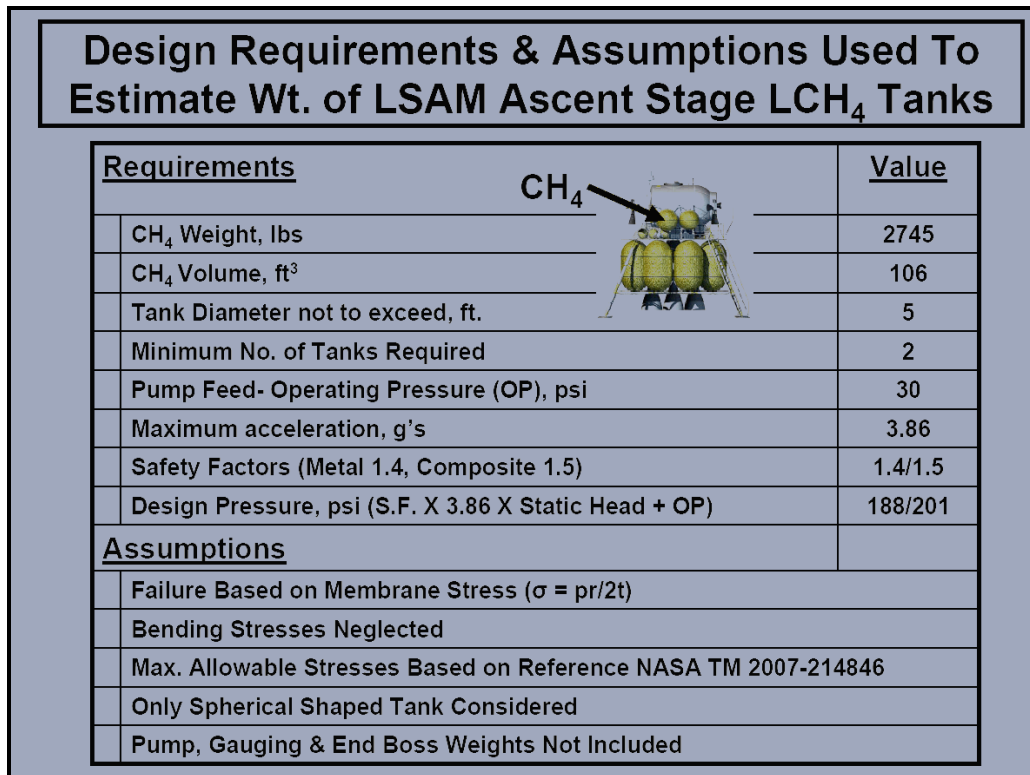 Design Requirements & Assumptions Used To
Estimate Wt. of LSAM Ascent Stage LCH₄ Tanks
Requirements
Value
CH₄
CH₄ Weight, lbs 2745
CH₄ Volume, ft³ 106
Tank Diameter not to exceed, ft. 5
Minimum No. of Tanks Required 2
Pump Feed- Operating Pressure (OP), psi 30
Maximum acceleration, g's 3.86
Safety Factors (Metal 1.4, Composite 1.5) 1.4/1.5
Design Pressure, psi (S.F. X 3.86 X Static Head + OP) 188/201
Assumptions
Failure Based on Membrane Stress (σ = pr/2t)
Bending Stresses Neglected
Max. Allowable Stresses Based on Reference NASA TM 2007-214846
Only Spherical Shaped Tank Considered
Pump, Gauging & End Boss Weights Not Included